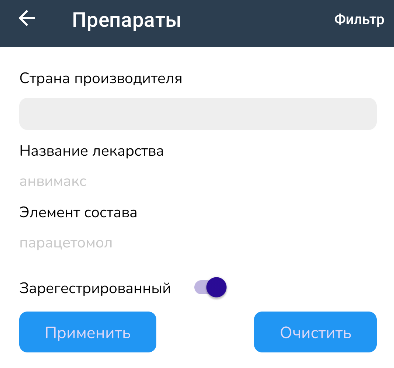 Препараты
Фильтр
Страна производителя
Название лекарства
анвимакс
Элемент состава
парацетомол
Зарегестрированный
Применить
Очистить